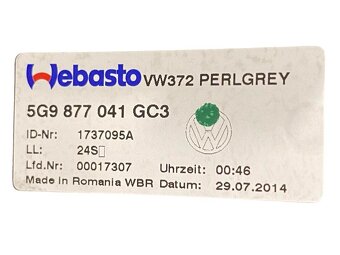 Webasto VW372 PERLGREY
5G9 877 041 GC3
ID-Nr: 1737095A
LL: 24S▯
Lfd.Nr: 00017307 Uhrzeit: 00:46
Made in Romania WBR Datum: 29.07.2014